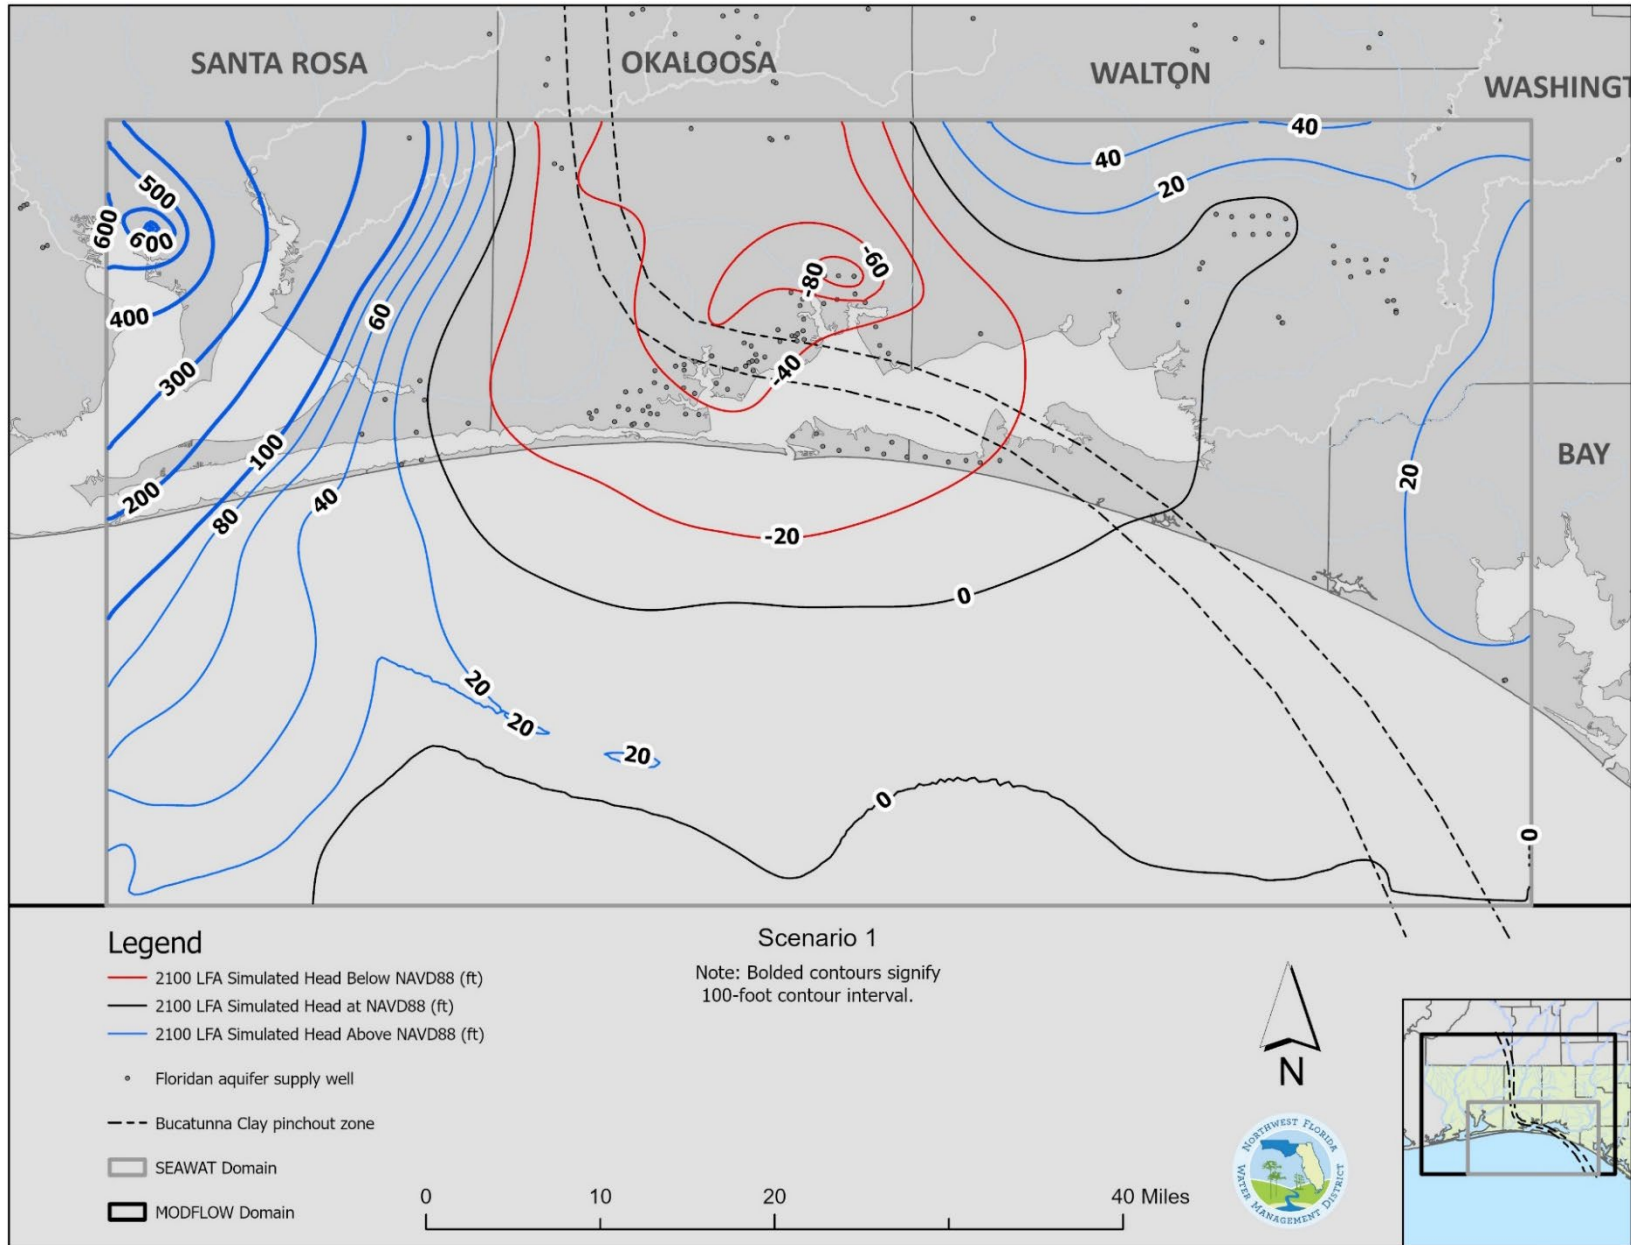 SANTA ROSA
OKALOOSA
WALTON
WASHINGT
40
40
20
500
600
600
-60
-80
400
60
300
-40
100
BAY
20
200
40
80
-20
0
20
20
20
0
0
Legend
2100 LFA Simulated Head Below NAVD88 (ft)
2100 LFA Simulated Head at NAVD88 (ft)
2100 LFA Simulated Head Above NAVD88 (ft)
Floridan aquifer supply well
Bucatunna Clay pinchout zone
SEAWAT Domain
MODFLOW Domain
Scenario 1
Note: Bolded contours signify
100-foot contour interval.
0 10 20 40 Miles
N
NORTHWEST FLORIDA
WATER MANAGEMENT DISTRICT